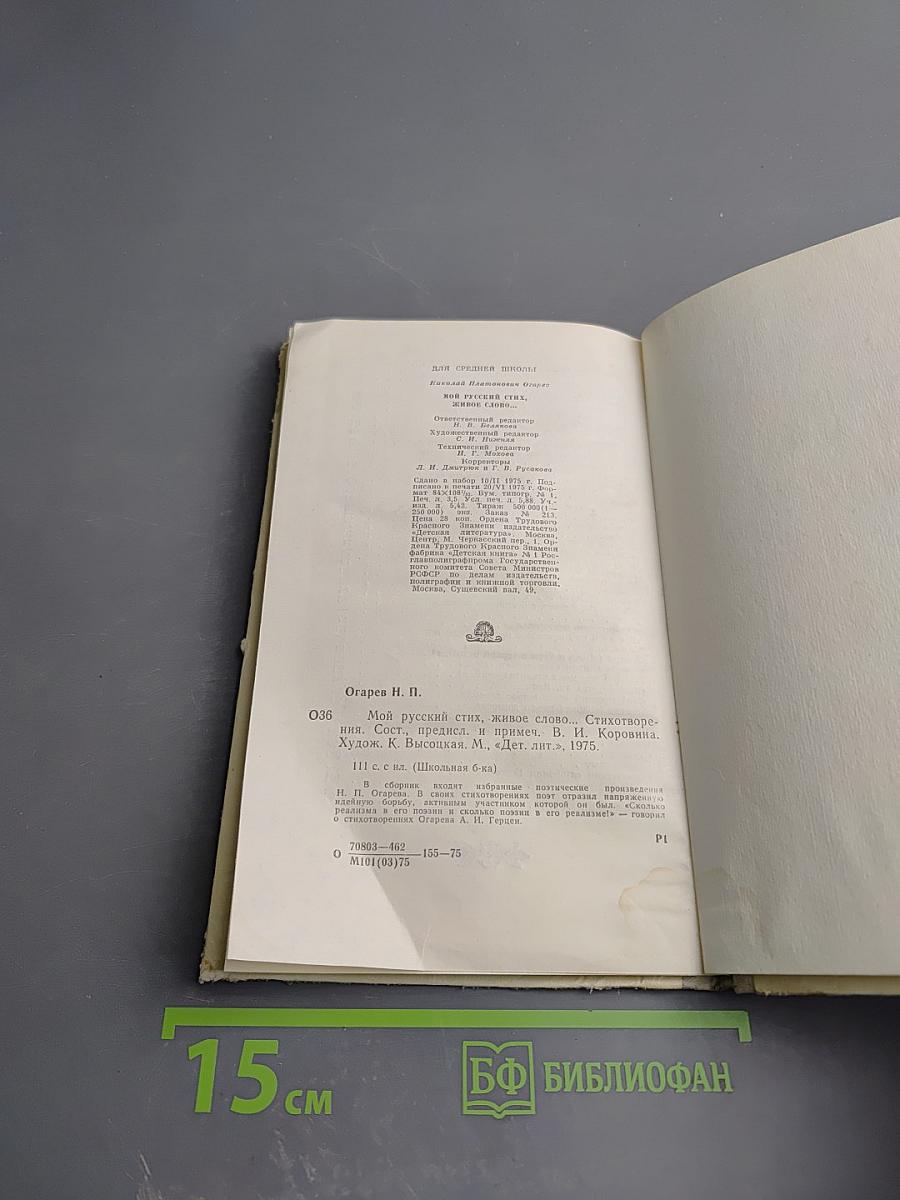 ДЛЯ СРЕДНЕЙ ШКОЛЫ
Николай Платонович Огарев
МОЙ РУССКИЙ СТИХ,
ЖИВОЕ СЛОВО...
Ответственный редактор
Н. В. Белякова
Художественный редактор
С. И. Нижняя
Технический редактор
Н. Г. Мохова
Корректоры
Л. И. Дмитрюк и Г. В. Русакова
Сдано в набор 10/II 1975 г. Под-
писано к печати 20/VI 1975 г. Фор-
мат 84×108¹/₃₂. Бум. типогр. № 1.
Печ. л. 3,5. Усл. печ. л. 5,88. Уч.-
изд. л. 5,43. Тираж 500 000(1—
250 000) экз. Заказ № 213.
Цена 28 коп. Ордена Трудового
Красного Знамени издательство
«Детская литература». Москва,
Центр, М. Черкасский пер., 1. Ор-
дена Трудового Красного Знамени
фабрика «Детская книга» № 1 Рос-
главполиграфпрома Государствен-
ного комитета Совета Министров
РСФСР по делам издательств,
полиграфии и книжной торговли.
Москва, Сущевский вал, 49.
Огарев Н. П.
О36 Мой русский стих, живое слово... Стихотворе-
ния. Сост., предисл. и примеч. В. И. Коровина.
Худож. К. Высоцкая. М., «Дет. лит.», 1975.
111 с. с ил. (Школьная б-ка)
В сборник входят избранные поэтические произведения
Н. П. Огарева. В своих стихотворениях поэт отразил напряженную
идейную борьбу, активным участником которой он был. «Сколько
реализма в его поэзии и сколько поэзии в его реализме!» — говорил
о стихотворениях Огарева А. И. Герцен.
Р1
О 70803—462 155—75
М101(03)75
15 см
БФ БИБЛИОФАН